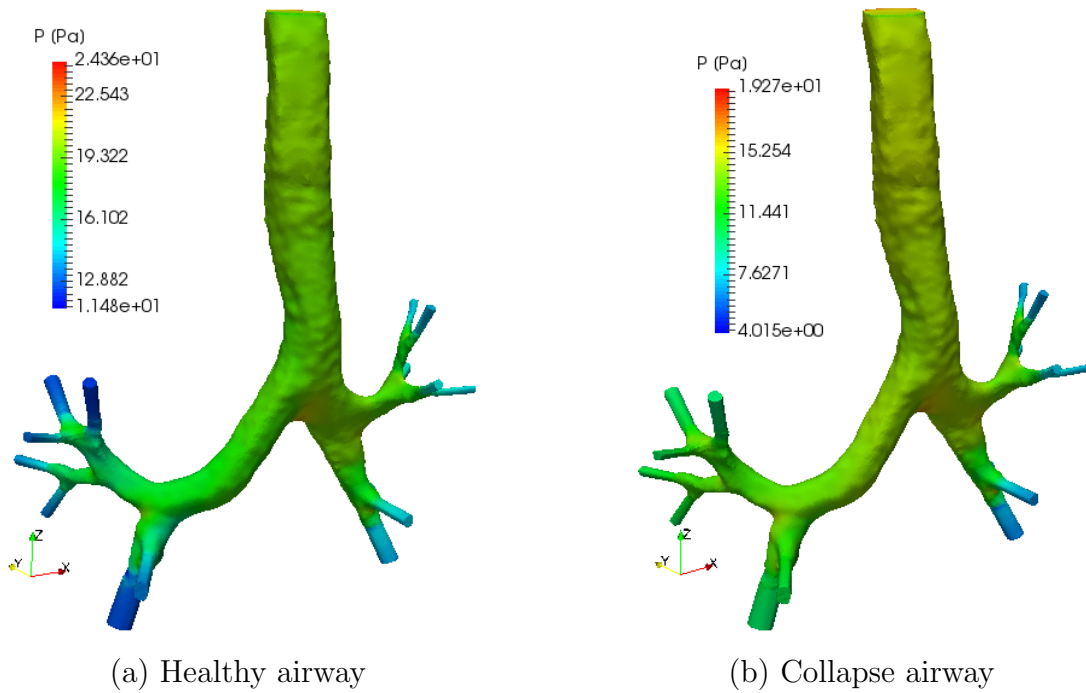 P (Pa)
2.436e+01
22.543
19.322
16.102
12.882
1.148e+01
Z
Y
X
(a) Healthy airway
P (Pa)
1.927e+01
15.254
11.441
7.6271
4.015e+00
Z
Y
X
(b) Collapse airway